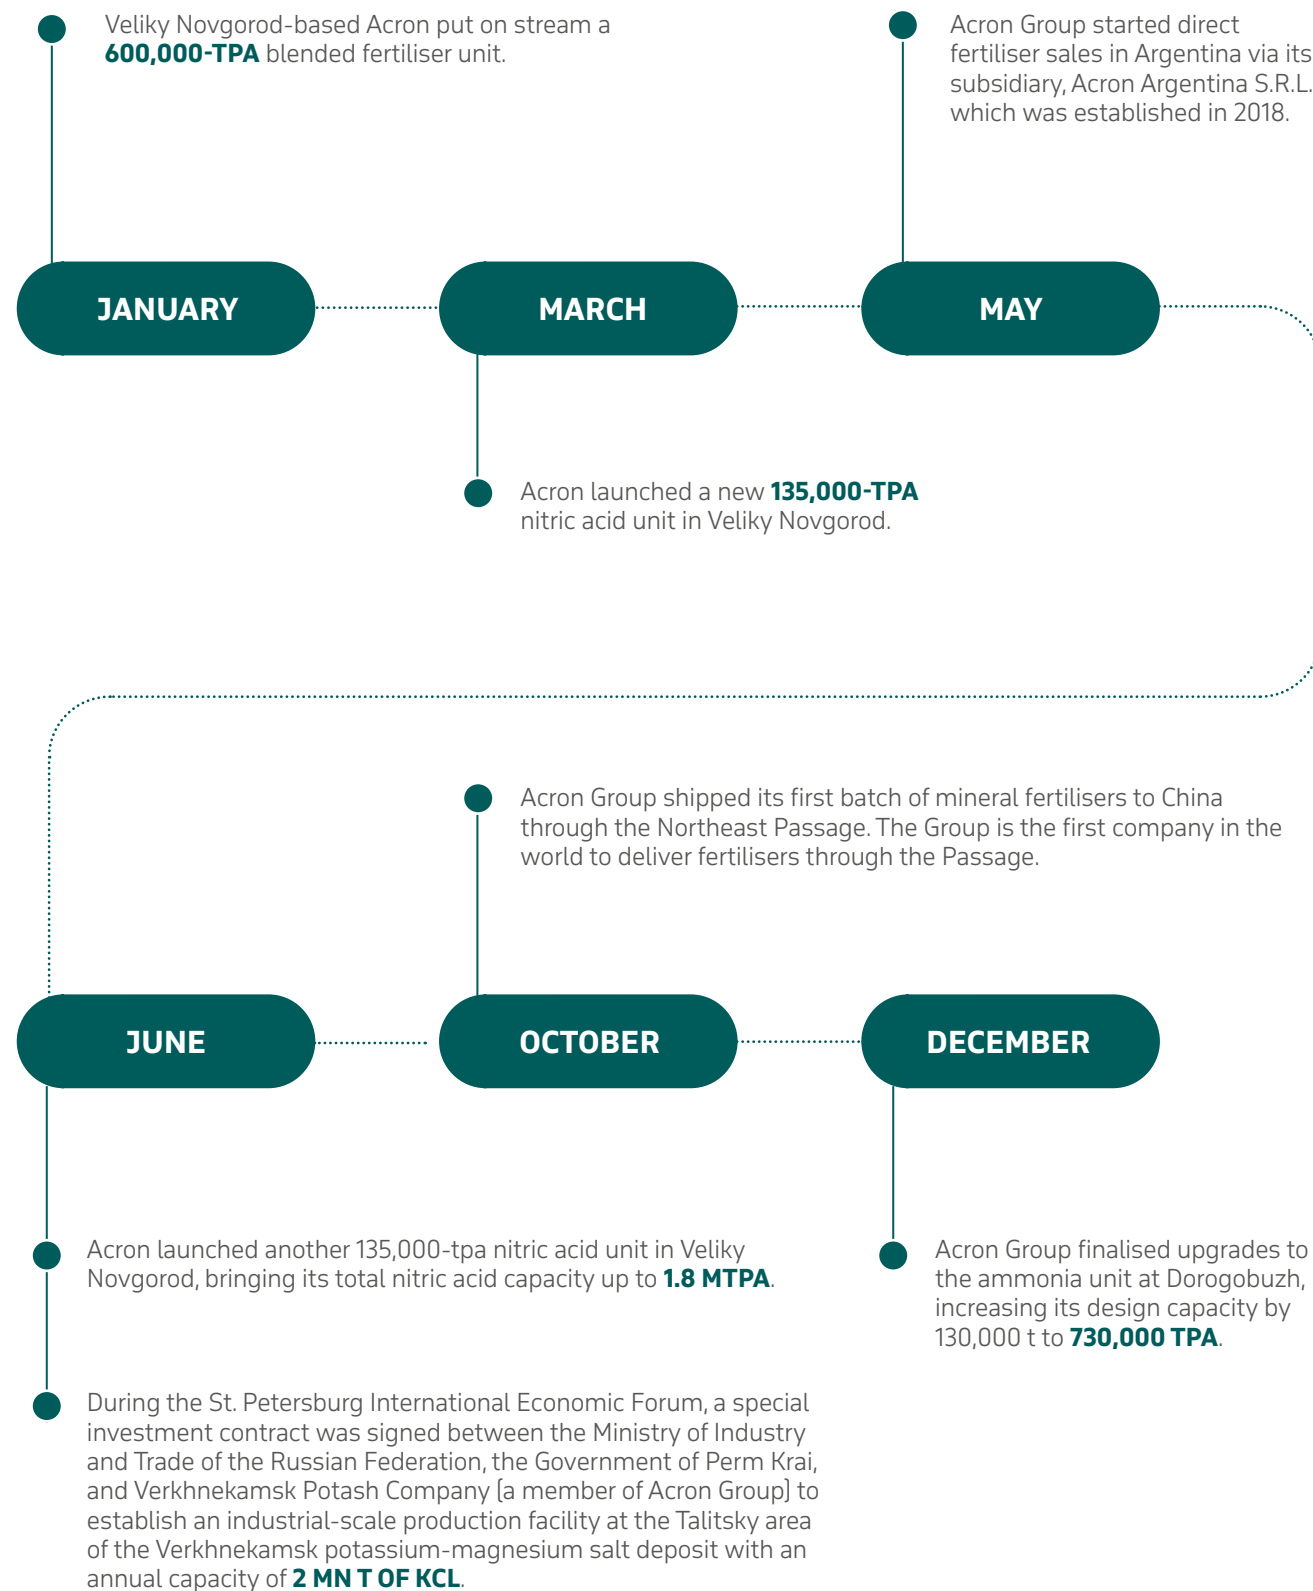 Veliky Novgorod-based Acron put on stream a
600,000-TPA blended fertiliser unit.
Acron Group started direct
fertiliser sales in Argentina via its
subsidiary, Acron Argentina S.R.L.
which was established in 2018.
JANUARY
MARCH
MAY
Acron launched a new 135,000-TPA
nitric acid unit in Veliky Novgorod.
Acron Group shipped its first batch of mineral fertilisers to China
through the Northeast Passage. The Group is the first company in the
world to deliver fertilisers through the Passage.
JUNE
OCTOBER
DECEMBER
Acron launched another 135,000-tpa nitric acid unit in Veliky
Novgorod, bringing its total nitric acid capacity up to 1.8 MTPA.
During the St. Petersburg International Economic Forum, a special
investment contract was signed between the Ministry of Industry
and Trade of the Russian Federation, the Government of Perm Krai,
and Verkhnekamsk Potash Company (a member of Acron Group) to
establish an industrial-scale production facility at the Talitsky area
of the Verkhnekamsk potassium-magnesium salt deposit with an
annual capacity of 2 MN T OF KCL.
Acron Group finalised upgrades to
the ammonia unit at Dorogobuzh,
increasing its design capacity by
130,000 t to 730,000 TPA.